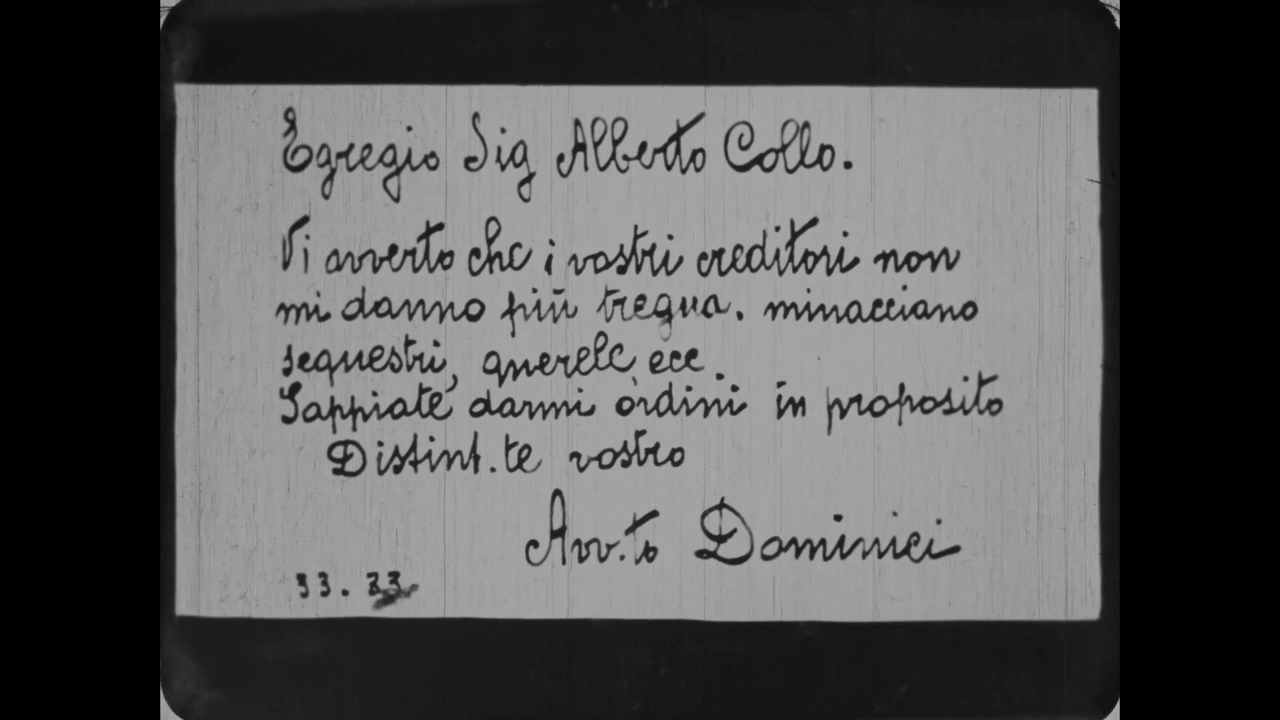 Egregio Sig Alberto Collo.
Vi avverto che i vostri creditori non
mi danno più tregua. minacciano
sequestri, querele ecc.
Sappiate darmi ordini in proposito
Distint.te vostro
Avv.to Dominici
33. 33